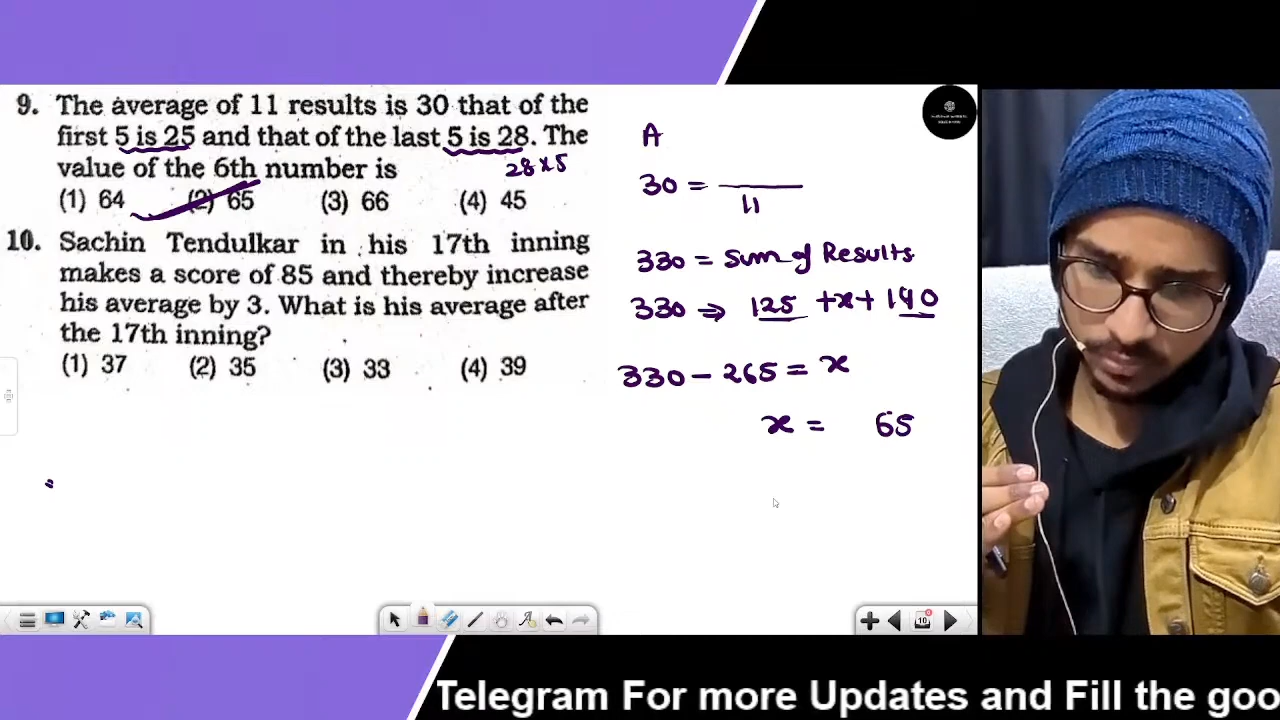 9. The average of 11 results is 30 that of the
first 5 is 25 and that of the last 5 is 28. The
value of the 6th number is
28x5
(1) 64 (2) 65 (3) 66 (4) 45
10. Sachin Tendulkar in his 17th inning
makes a score of 85 and thereby increase
his average by 3. What is his average after
the 17th inning?
(1) 37 (2) 35 (3) 33 (4) 39
A
30 =
11
330 = Sum of Results
330 ⇒ 125 + x + 140
330 - 265 = x
x = 65
10
Telegram For more Updates and Fill the goo